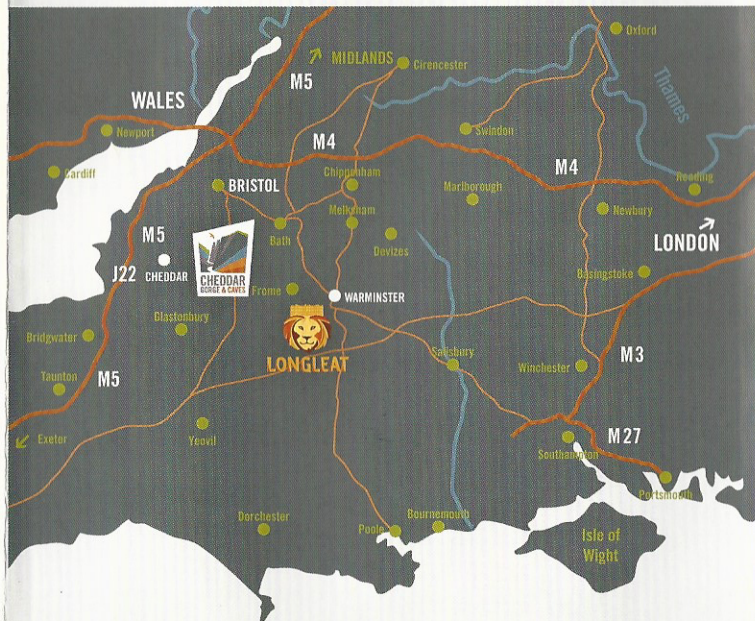 Oxford
MIDLANDS
Cirencester
M5
Thames
WALES
Newport
Swindon
M4
M4
Cardiff
BRISTOL
Chippenham
Reading
Marlborough
Melksham
Newbury
Bath
Devizes
M5
LONDON
J22
CHEDDAR
CHEDDAR
GORGE & CAVES
Basingstoke
Frome
WARMINSTER
Glastonbury
Bridgwater
LONGLEAT
M3
Salisbury
Winchester
Taunton
M5
Exeter
Yeovil
M27
Southampton
Portsmouth
Dorchester
Poole
Bournemouth
Isle of
Wight